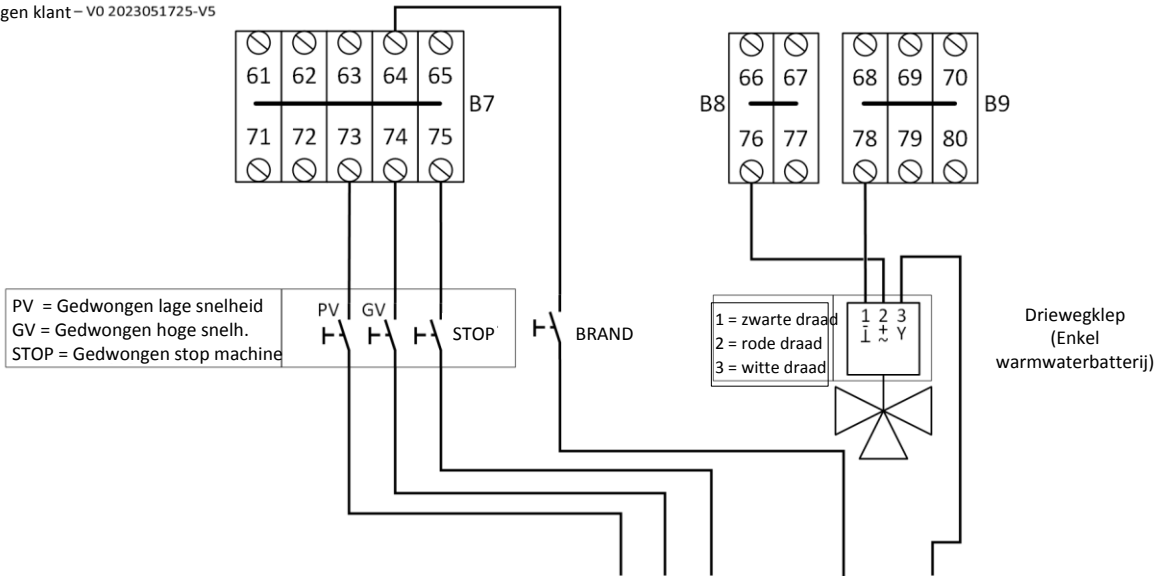 gen klant – V0 2023051725-V5
61 62 63 64 65
B7
71 72 73 74 75
66 67
B8
76 77
68 69 70
B9
78 79 80
PV = Gedwongen lage snelheid
GV = Gedwongen hoge snelh.
STOP = Gedwongen stop machine
PV
GV
STOP
BRAND
1 = zwarte draad
2 = rode draad
3 = witte draad
1 2 3
⊥ - + ~ Y
Driewegklep
(Enkel
warmwaterbatterij)